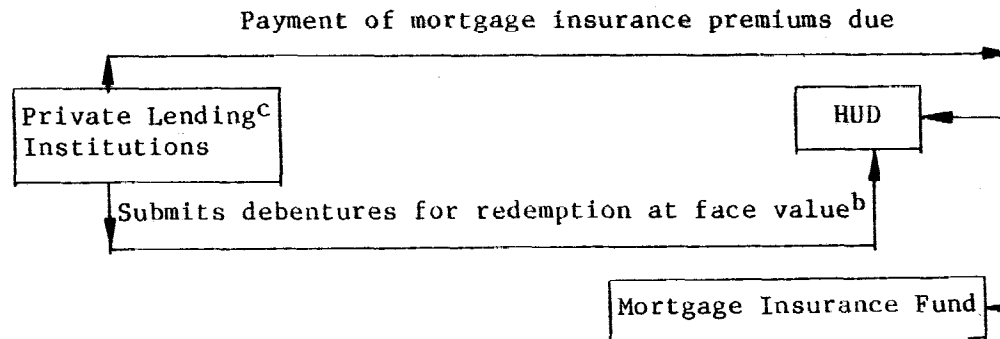 Payment of mortgage insurance premiums due
Private Lending^c
Institutions
HUD
Submits debentures for redemption at face value^b
Mortgage Insurance Fund